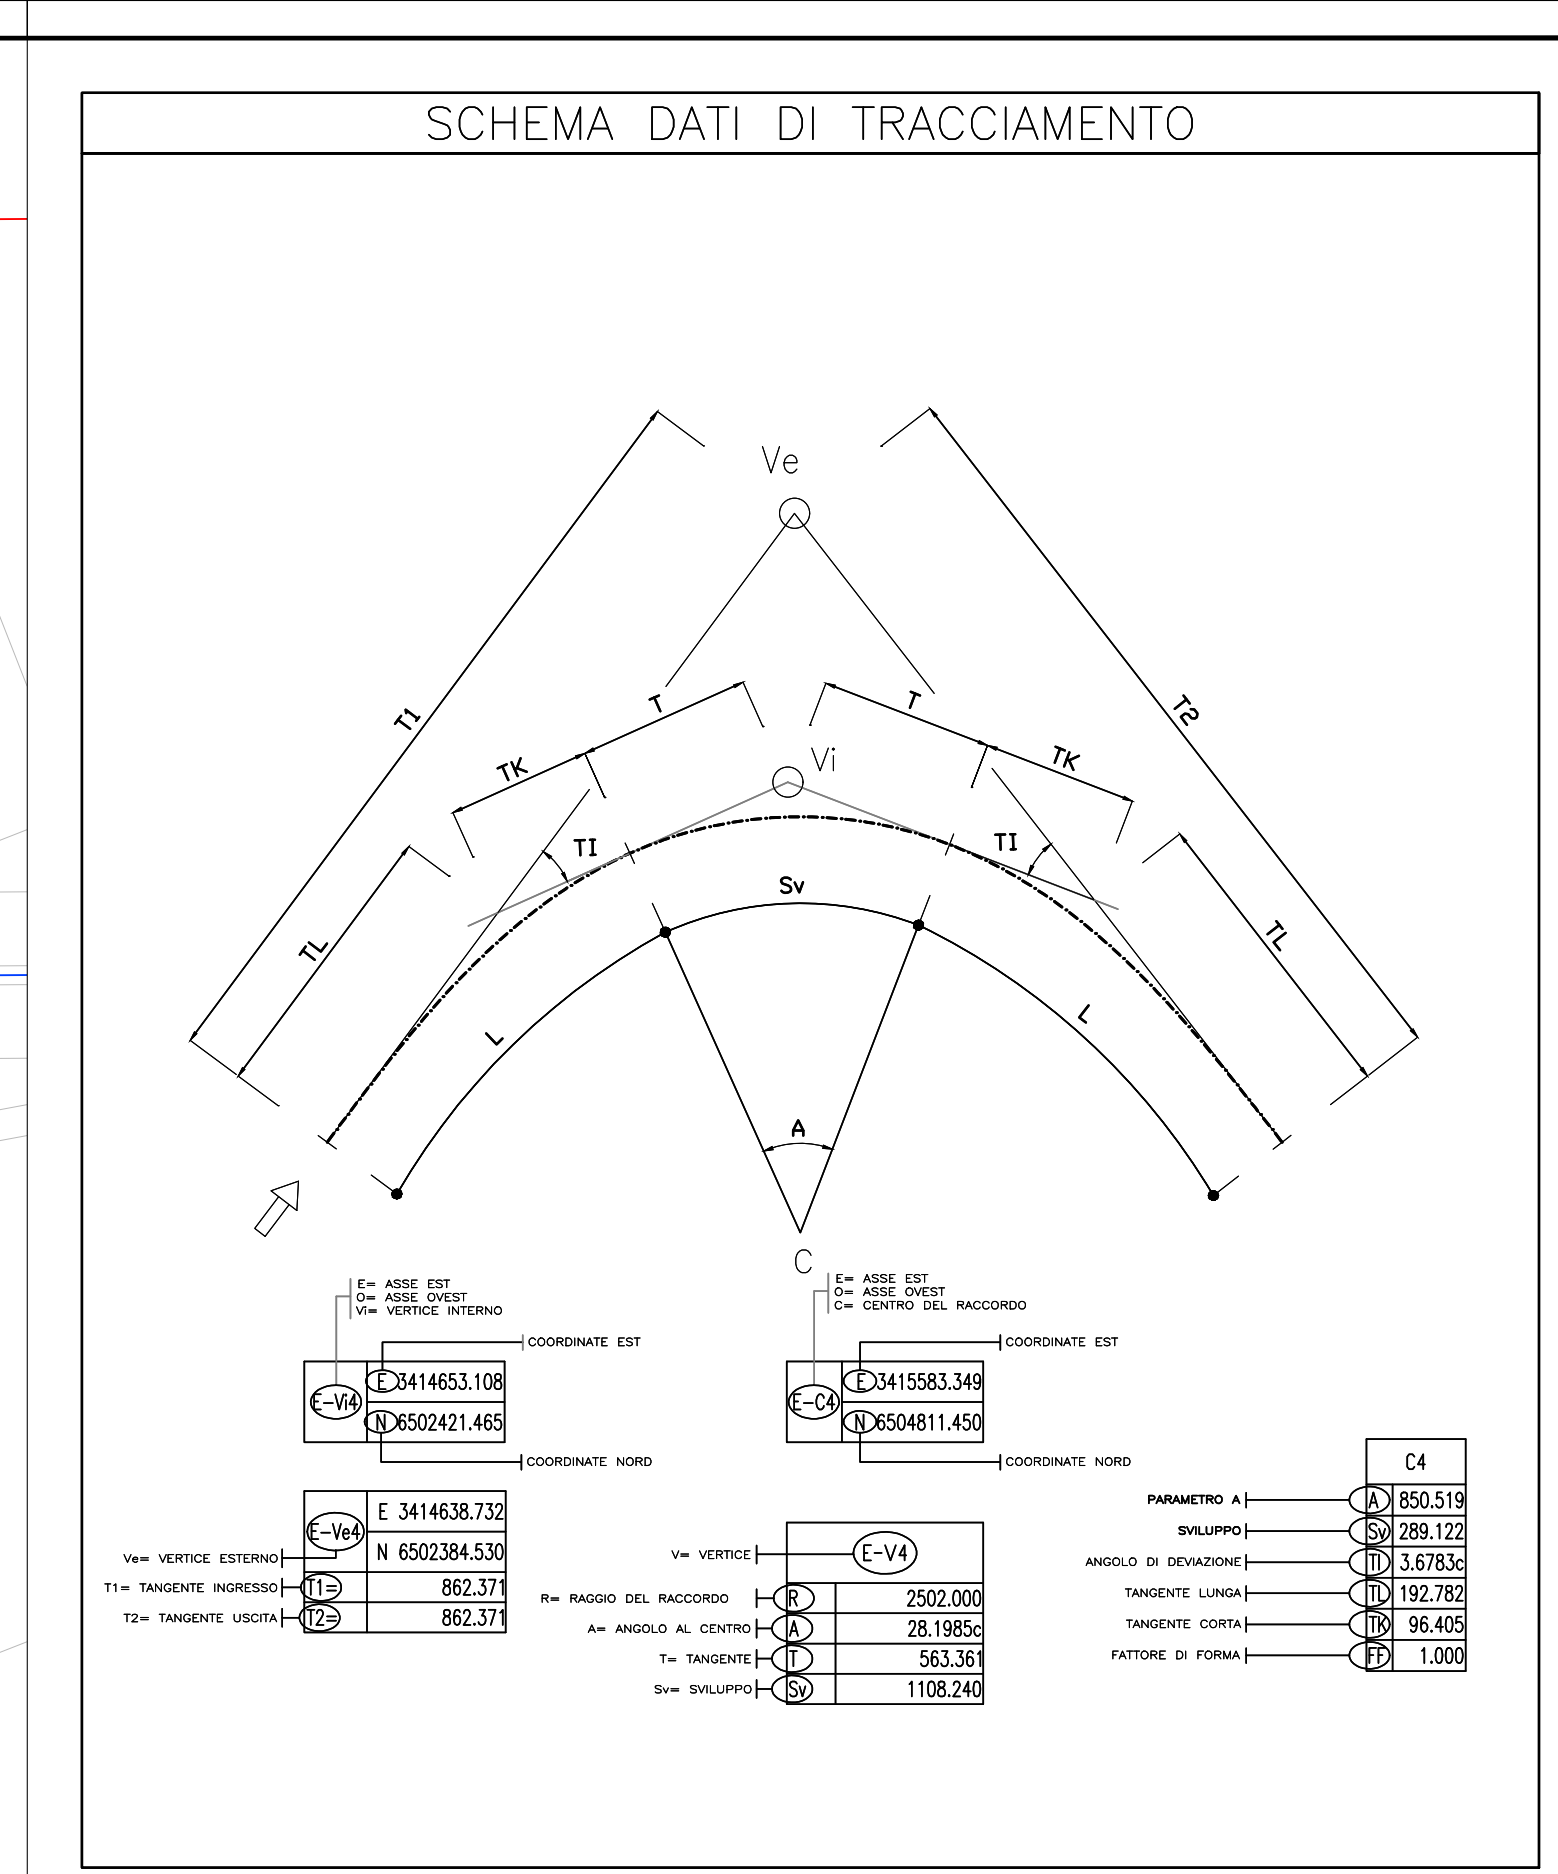 SCHEMA DATI DI TRACCIAMENTO
Ve
T1
T2
T
T
TK
TK
Vi
TI
TI
Sv
TL
TL
L
L
A
C
E= ASSE EST
O= ASSE OVEST
Vi= VERTICE INTERNO
COORDINATE EST
E-Vi4
E 3414653.108
N 6502421.465
COORDINATE NORD
E= ASSE EST
O= ASSE OVEST
C= CENTRO DEL RACCORDO
COORDINATE EST
E-C4
E 3415583.349
N 6504811.450
COORDINATE NORD
E-Ve4
E 3414638.732
N 6502384.530
Ve= VERTICE ESTERNO
T1= TANGENTE INGRESSO T1= 862.371
T2= TANGENTE USCITA T2= 862.371
V= VERTICE E-V4
R= RAGGIO DEL RACCORDO R 2502.000
A= ANGOLO AL CENTRO A 28.1985c
T= TANGENTE T 563.361
Sv= SVILUPPO Sv 1108.240
C4
PARAMETRO A A 850.519
SVILUPPO Sv 289.122
ANGOLO DI DEVIAZIONE TI 3.6783c
TANGENTE LUNGA TL 192.782
TANGENTE CORTA TK 96.405
FATTORE DI FORMA FF 1.000